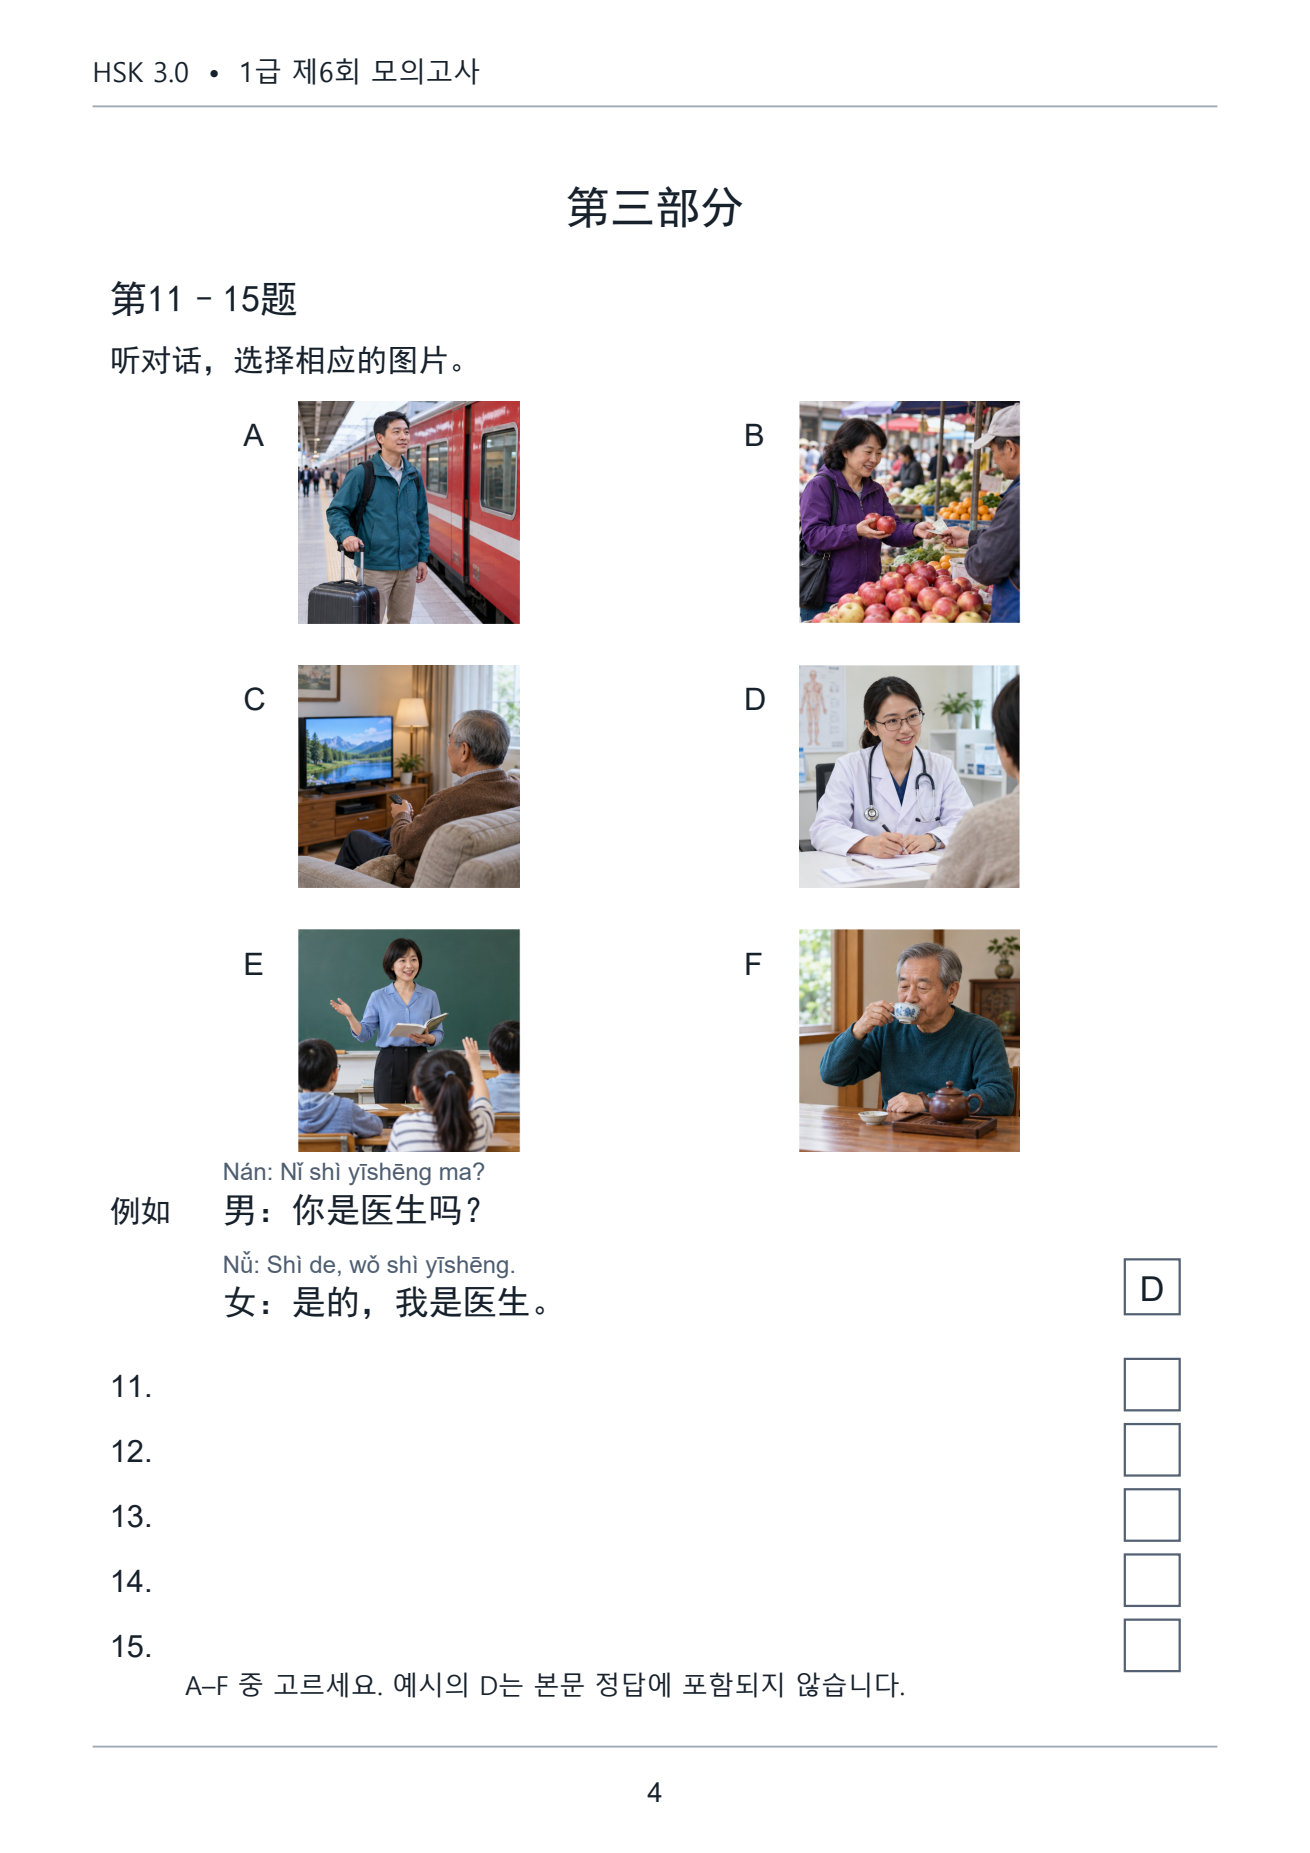 HSK 3.0 • 1급 제6회 모의고사
第三部分
第11－15题
听对话，选择相应的图片。
A
B
C
D
E
F
Nán: Nǐ shì yīshēng ma?
例如 男：你是医生吗？
Nǚ: Shì de, wǒ shì yīshēng.
女：是的，我是医生。
D
11.
12.
13.
14.
15.
A–F 중 고르세요. 예시의 D는 본문 정답에 포함되지 않습니다.
4